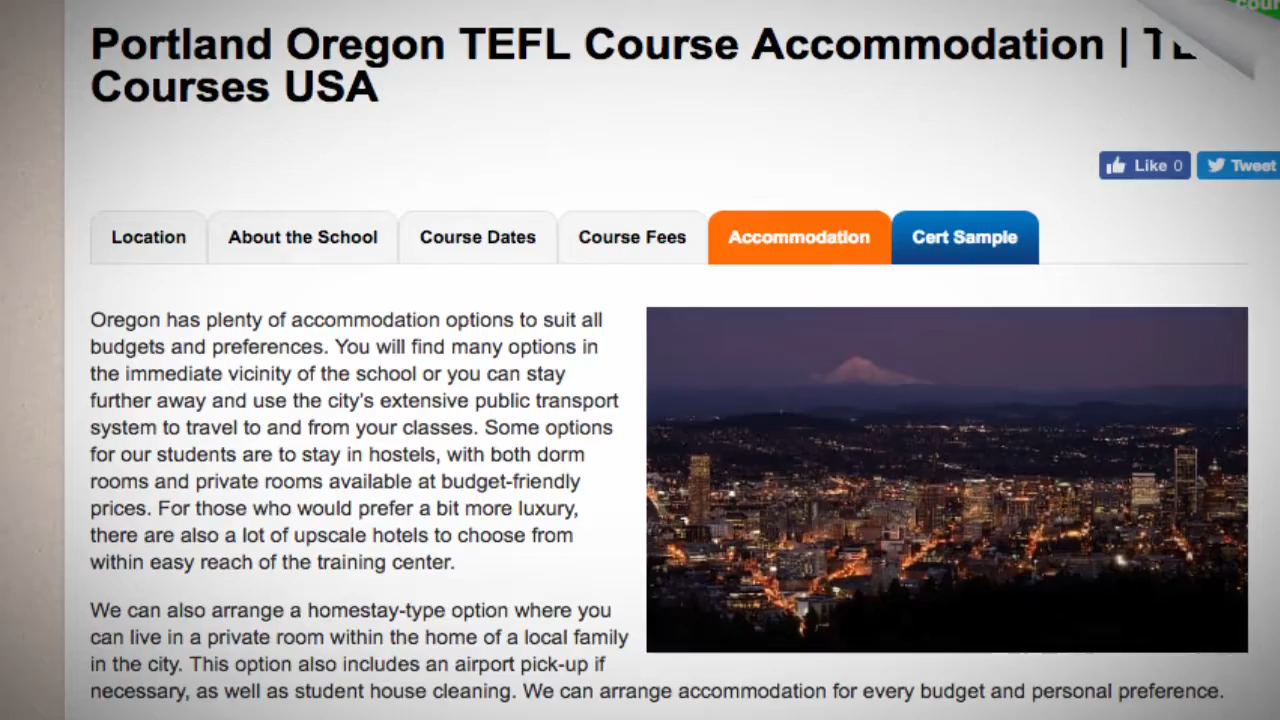 Portland Oregon TEFL Course Accommodation |
Courses USA
Like 0
Tweet
Location
About the School
Course Dates
Course Fees
Accommodation
Cert Sample
Oregon has plenty of accommodation options to suit all
budgets and preferences. You will find many options in
the immediate vicinity of the school or you can stay
further away and use the city's extensive public transport
system to travel to and from your classes. Some options
for our students are to stay in hostels, with both dorm
rooms and private rooms available at budget-friendly
prices. For those who would prefer a bit more luxury,
there are also a lot of upscale hotels to choose from
within easy reach of the training center.
We can also arrange a homestay-type option where you
can live in a private room within the home of a local family
in the city. This option also includes an airport pick-up if
necessary, as well as student house cleaning. We can arrange accommodation for every budget and personal preference.